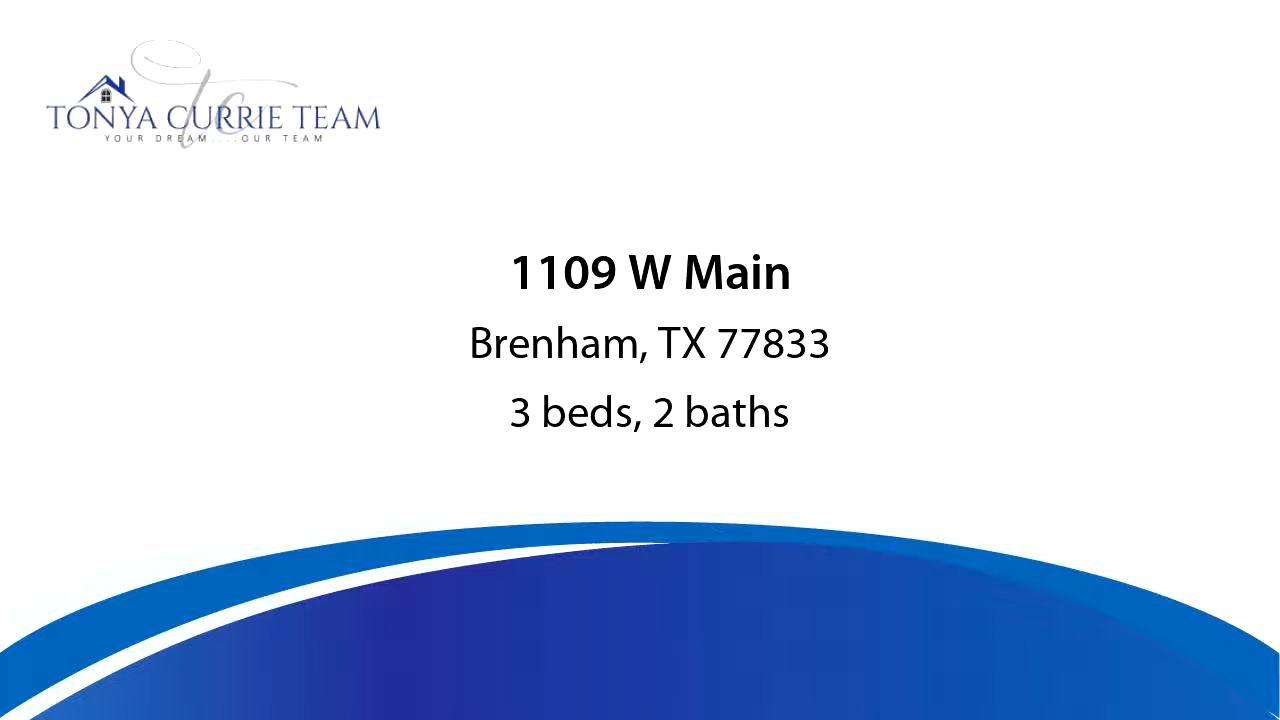 TONYA CURRIE TEAM
YOUR DREAM....OUR TEAM
1109 W Main
Brenham, TX 77833
3 beds, 2 baths